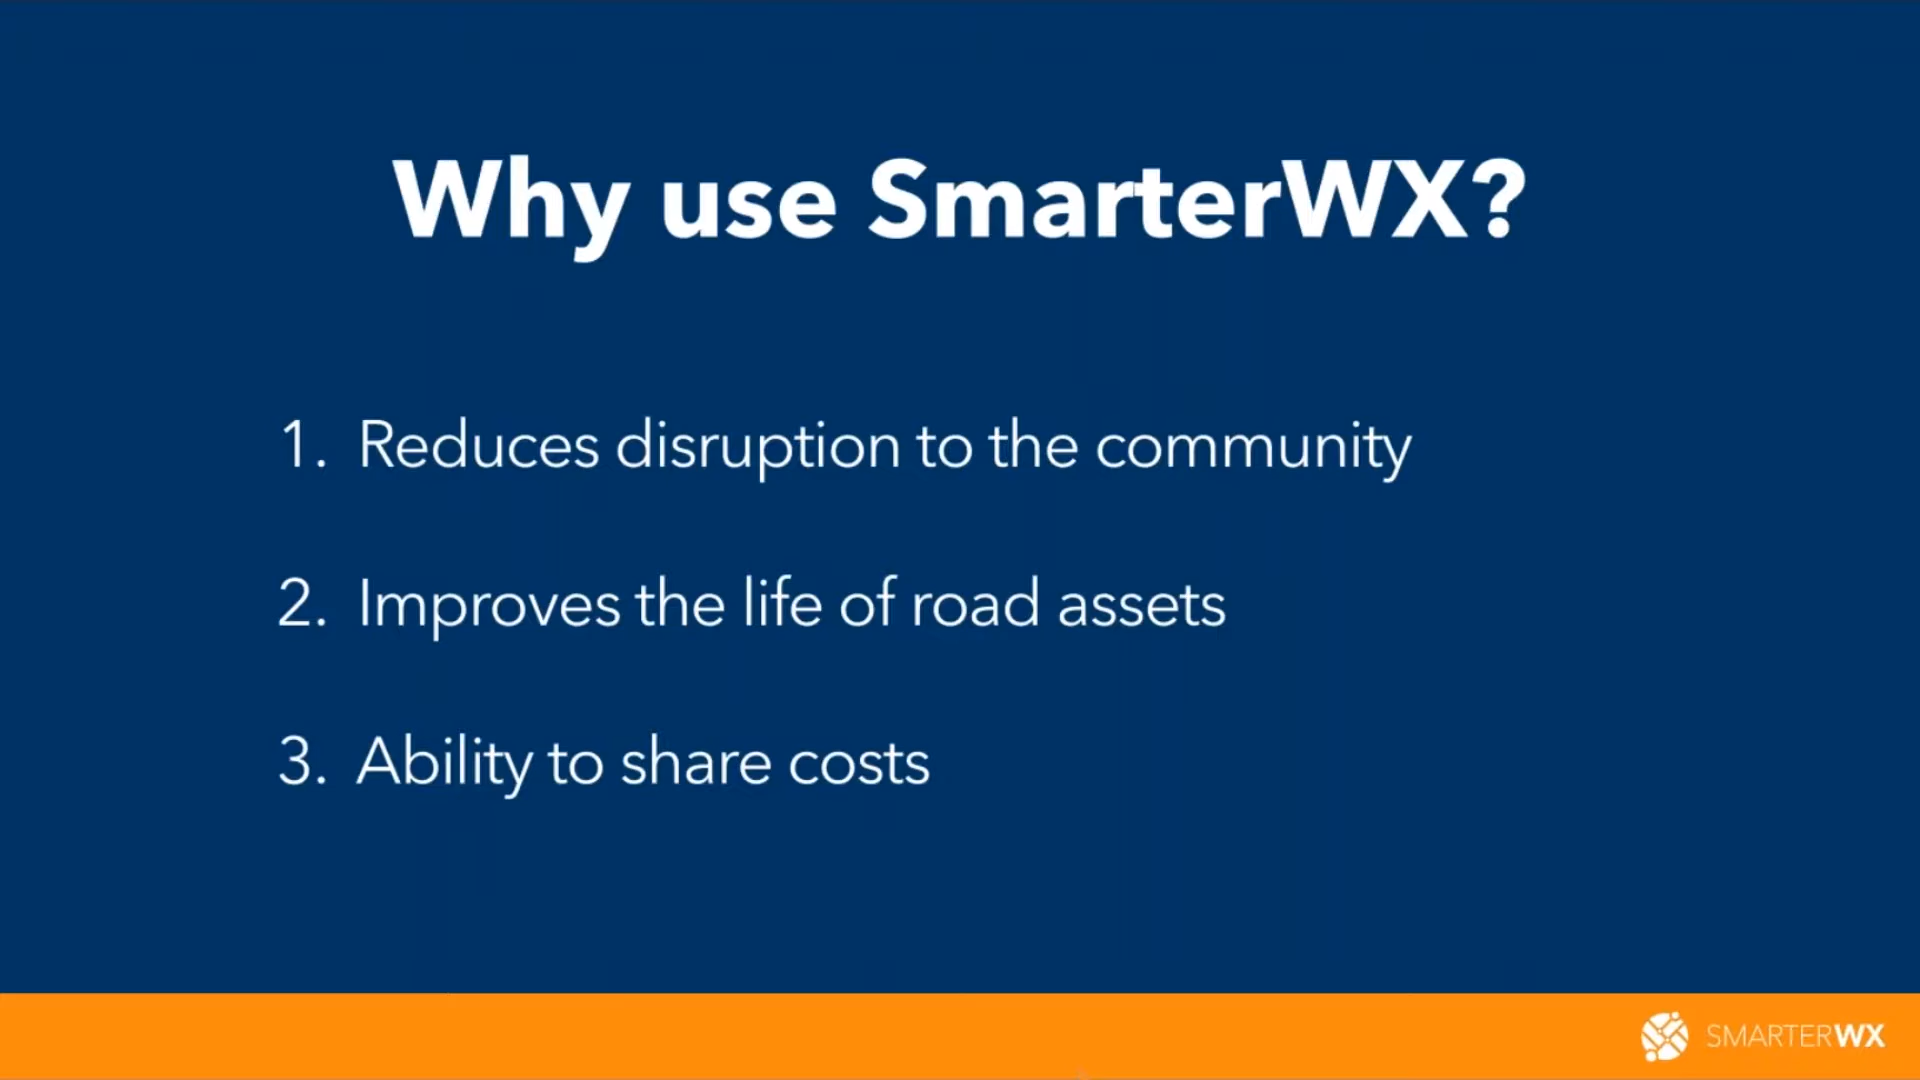 Why use SmarterWX?
1. Reduces disruption to the community
2. Improves the life of road assets
3. Ability to share costs
SMARTERWX